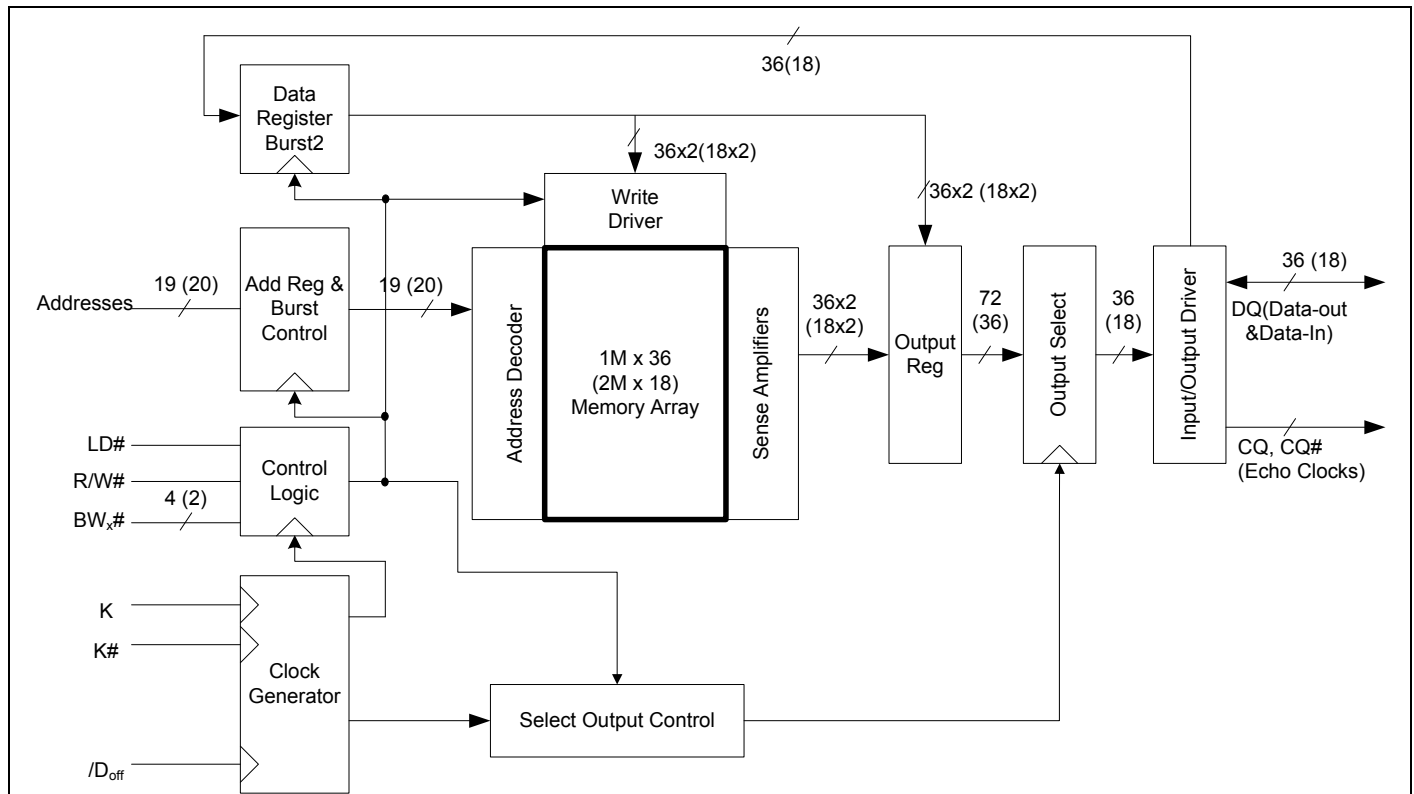 36(18)
Data
Register
Burst2
36x2(18x2)
Write
Driver
36x2 (18x2)
Addresses
19 (20)
Add Reg &
Burst
Control
19 (20)
Address Decoder
1M x 36
(2M x 18)
Memory Array
Sense Amplifiers
36x2
(18x2)
Output
Reg
72
(36)
Output Select
36
(18)
Input/Output Driver
36 (18)
DQ(Data-out
&Data-In)
CQ, CQ#
(Echo Clocks)
LD#
R/W#
BWx#
4 (2)
Control
Logic
K
K#
/Doff
Clock
Generator
Select Output Control